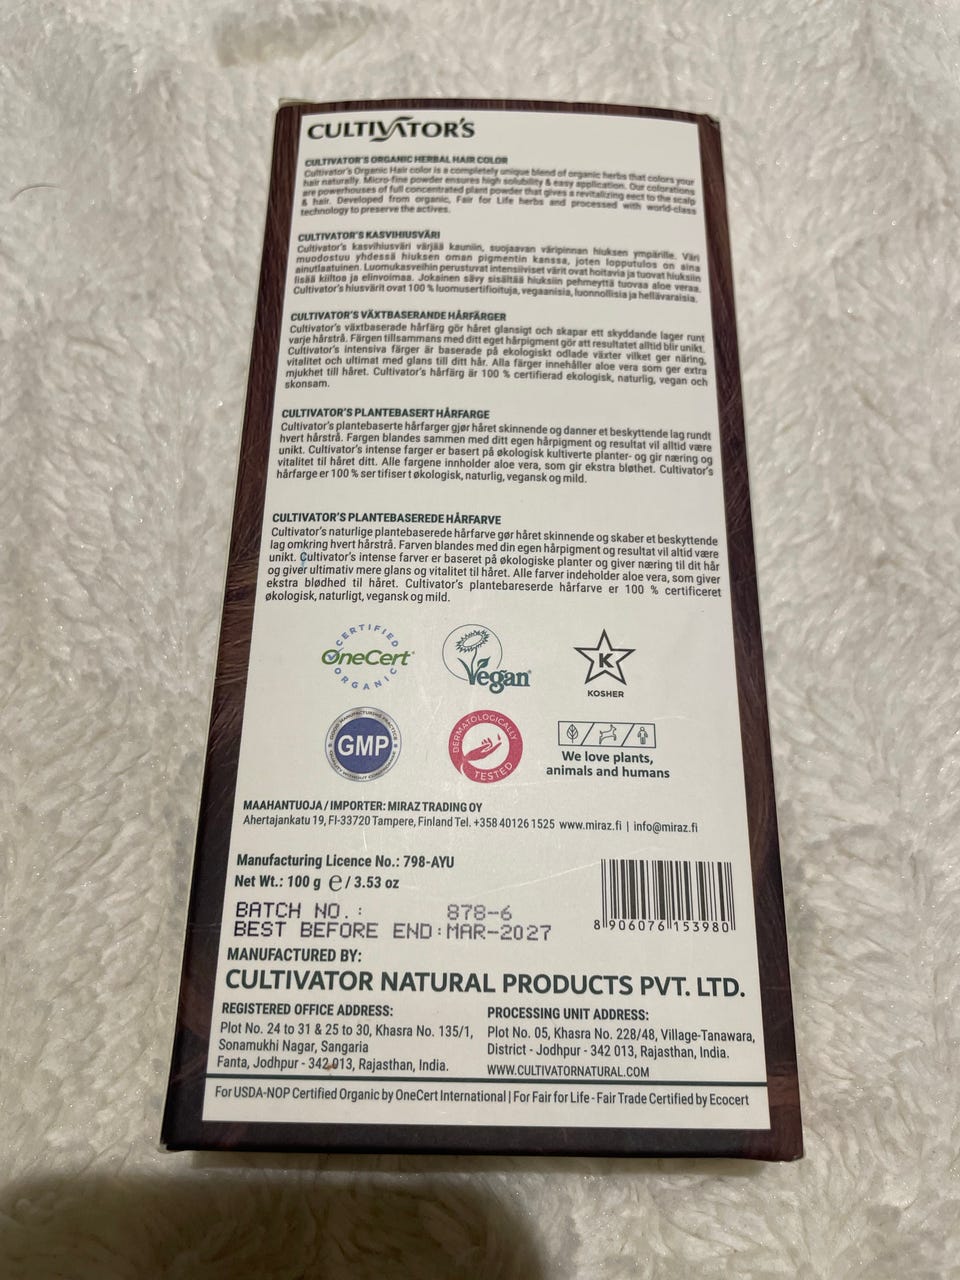 CULTIVATOR'S
CULTIVATOR'S ORGANIC HERBAL HAIR COLOR
Cultivator's Organic Hair color is a completely unique blend of organic herbs that colors your
hair naturally. Micro-fine powder ensures high solubility & easy application. Our colorations
are powerhouses of full concentrated plant powder that gives a revitalizing eect to the scalp
& hair. Developed from organic, Fair for Life herbs and processed with world-class
technology to preserve the actives.
CULTIVATOR'S KASVIHIUSVÄRI
Cultivator's kasvihiusväri värjää kauniin, suojaavan väripinnan hiuksen ympärille. Väri
muodostuu yhdessä hiuksen oman pigmentin kanssa, joten lopputulos on aina
ainutlaatuinen. Luomukasveihin perustuvat intensiiviset värit ovat hoitavia ja tuovat hiuksiin
lisää kiiltoa ja elinvoimaa. Jokainen sävy sisältää hiuksiin pehmeyttä tuovaa aloe veraa.
Cultivator's hiusvärit ovat 100 % luomusertifioituja, vegaanisia, luonnollisia ja hellävaraisia.
CULTIVATOR'S VÄXTBASERANDE HÅRFÄRGER
Cultivator's växtbaserade hårfärg gör håret glansigt och skapar ett skyddande lager runt
varje hårstrå. Färgen tillsammans med ditt eget hårpigment gör att resultatet alltid blir unikt.
Cultivator's intensiva färger är baserade på ekologiskt odlade växter vilket ger näring,
vitalitet och ultimat med glans till ditt hår. Alla färger innehåller aloe vera som ger extra
mjukhet till håret. Cultivator's hårfärg är 100 % certifierad ekologisk, naturlig, vegan och
skonsam.
CULTIVATOR'S PLANTEBASERT HÅRFARGE
Cultivator's plantebaserte hårfarger gjør håret skinnende og danner et beskyttende lag rundt
hvert hårstrå. Fargen blandes sammen med ditt egen hårpigment og resultat vil alltid være
unikt. Cultivator's intense farger er basert på økologisk kultiverte planter- og gir næring og
vitalitet til håret ditt. Alle fargene innholder aloe vera, som gir ekstra bløthet. Cultivator's
hårfarge er 100 % ser tifiser t økologisk, naturlig, vegansk og mild.
CULTIVATOR'S PLANTEBASEREDE HÅRFARVE
Cultivator's naturlige plantebaserede hårfarve gør håret skinnende og skaber et beskyttende
lag omkring hvert hårstrå. Farven blandes med din egen hårpigment og resultat vil altid være
unikt. Cultivator's intense farver er baseret på økologiske planter og giver næring til dit hår
og giver ultimativ mere glans og vitalitet til håret. Alle farver indeholder aloe vera, som giver
ekstra blødhed til håret. Cultivator's plantebareserde hårfarve er 100 % certificeret
økologisk, naturligt, vegansk og mild.
CERTIFIED
OneCert
ORGANIC
Vegan
K
KOSHER
GOOD MANUFACTURING PRACTICE
GMP
QUALITY WITHOUT COMPROMISE
DERMATOLOGICALLY
TESTED
We love plants,
animals and humans
MAAHANTUOJA / IMPORTER: MIRAZ TRADING OY
Ahertajankatu 19, FI-33720 Tampere, Finland Tel. +358 40126 1525 www.miraz.fi | info@miraz.fi
Manufacturing Licence No.: 798-AYU
Net Wt.: 100 g ℮ / 3.53 oz
BATCH NO. : 878-6
BEST BEFORE END : MAR-2027
8 906076 153980
MANUFACTURED BY:
CULTIVATOR NATURAL PRODUCTS PVT. LTD.
REGISTERED OFFICE ADDRESS:
Plot No. 24 to 31 & 25 to 30, Khasra No. 135/1,
Sonamukhi Nagar, Sangaria
Fanta, Jodhpur - 342 013, Rajasthan, India.
PROCESSING UNIT ADDRESS:
Plot No. 05, Khasra No. 228/48, Village-Tanawara,
District - Jodhpur - 342 013, Rajasthan, India.
WWW.CULTIVATORNATURAL.COM
For USDA-NOP Certified Organic by OneCert International | For Fair for Life - Fair Trade Certified by Ecocert